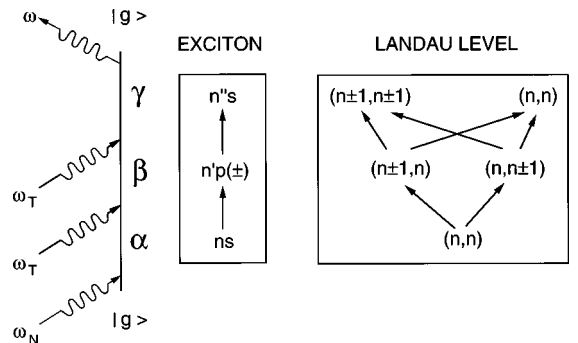 ω |g>
EXCITON LANDAU LEVEL
γ n''s (n±1,n±1) (n,n)
β n'p(±) (n±1,n) (n,n±1)
ω_T
α ns (n,n)
ω_T
ω_N |g>